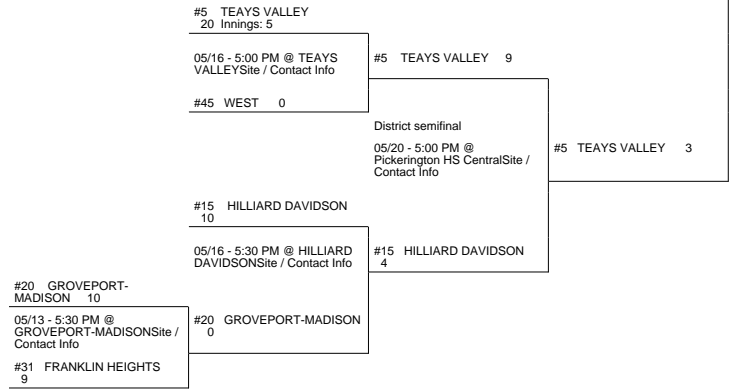 #5 TEAYS VALLEY
20 Innings: 5
05/16 - 5:00 PM @ TEAYS
VALLEYSite / Contact Info
#45 WEST 0
#5 TEAYS VALLEY 9
District semifinal
05/20 - 5:00 PM @
Pickerington HS CentralSite /
Contact Info
#5 TEAYS VALLEY 3
#15 HILLIARD DAVIDSON
10
05/16 - 5:30 PM @ HILLIARD
DAVIDSONSite / Contact Info
#15 HILLIARD DAVIDSON
4
#20 GROVEPORT-
MADISON 10
05/13 - 5:30 PM @
GROVEPORT-MADISONSite /
Contact Info
#31 FRANKLIN HEIGHTS
9
#20 GROVEPORT-MADISON
0